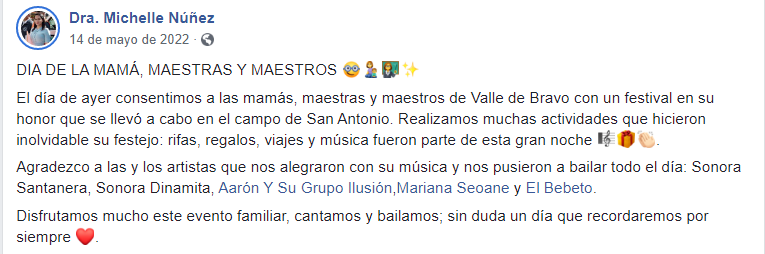 Dra. Michelle Núñez
14 de mayo de 2022 ·
DIA DE LA MAMÁ, MAESTRAS Y MAESTROS 🤓🤱👩‍🏫✨
El día de ayer consentimos a las mamás, maestras y maestros de Valle de Bravo con un festival en su
honor que se llevó a cabo en el campo de San Antonio. Realizamos muchas actividades que hicieron
inolvidable su festejo: rifas, regalos, viajes y música fueron parte de esta gran noche 🎼🎁👏🏻.
Agradezco a las y los artistas que nos alegraron con su música y nos pusieron a bailar todo el día: Sonora
Santanera, Sonora Dinamita, Aarón Y Su Grupo Ilusión,Mariana Seoane y El Bebeto.
Disfrutamos mucho este evento familiar, cantamos y bailamos; sin duda un día que recordaremos por
siempre ❤️.